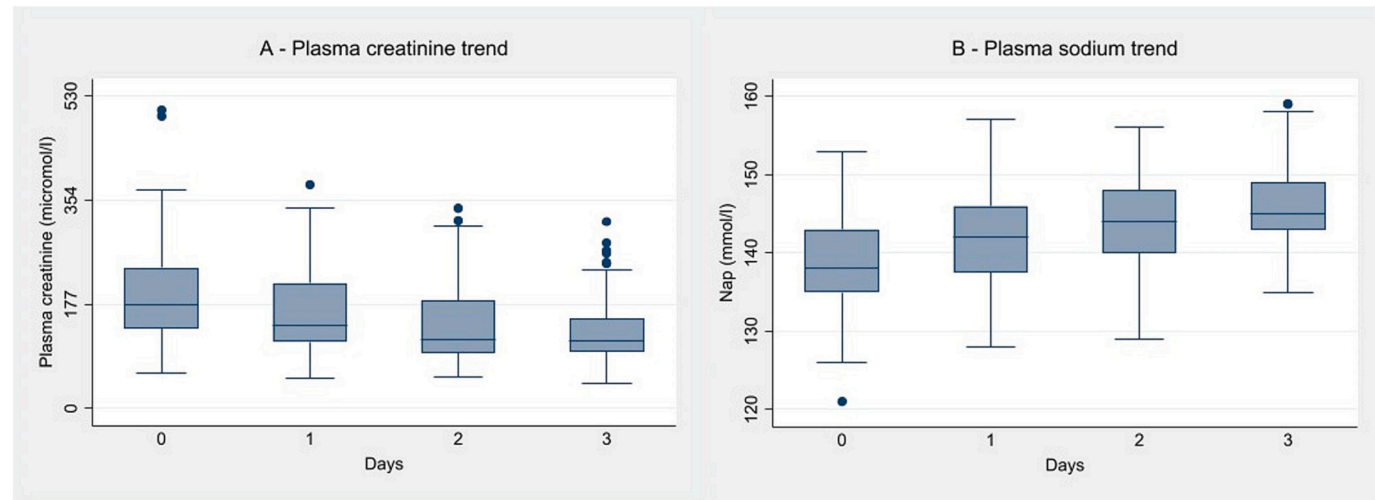 A - Plasma creatinine trend
Plasma creatinine (micromol/l)
530
354
177
0
0 1 2 3
Days
B - Plasma sodium trend
Nap (mmol/l)
160
150
140
130
120
0 1 2 3
Days